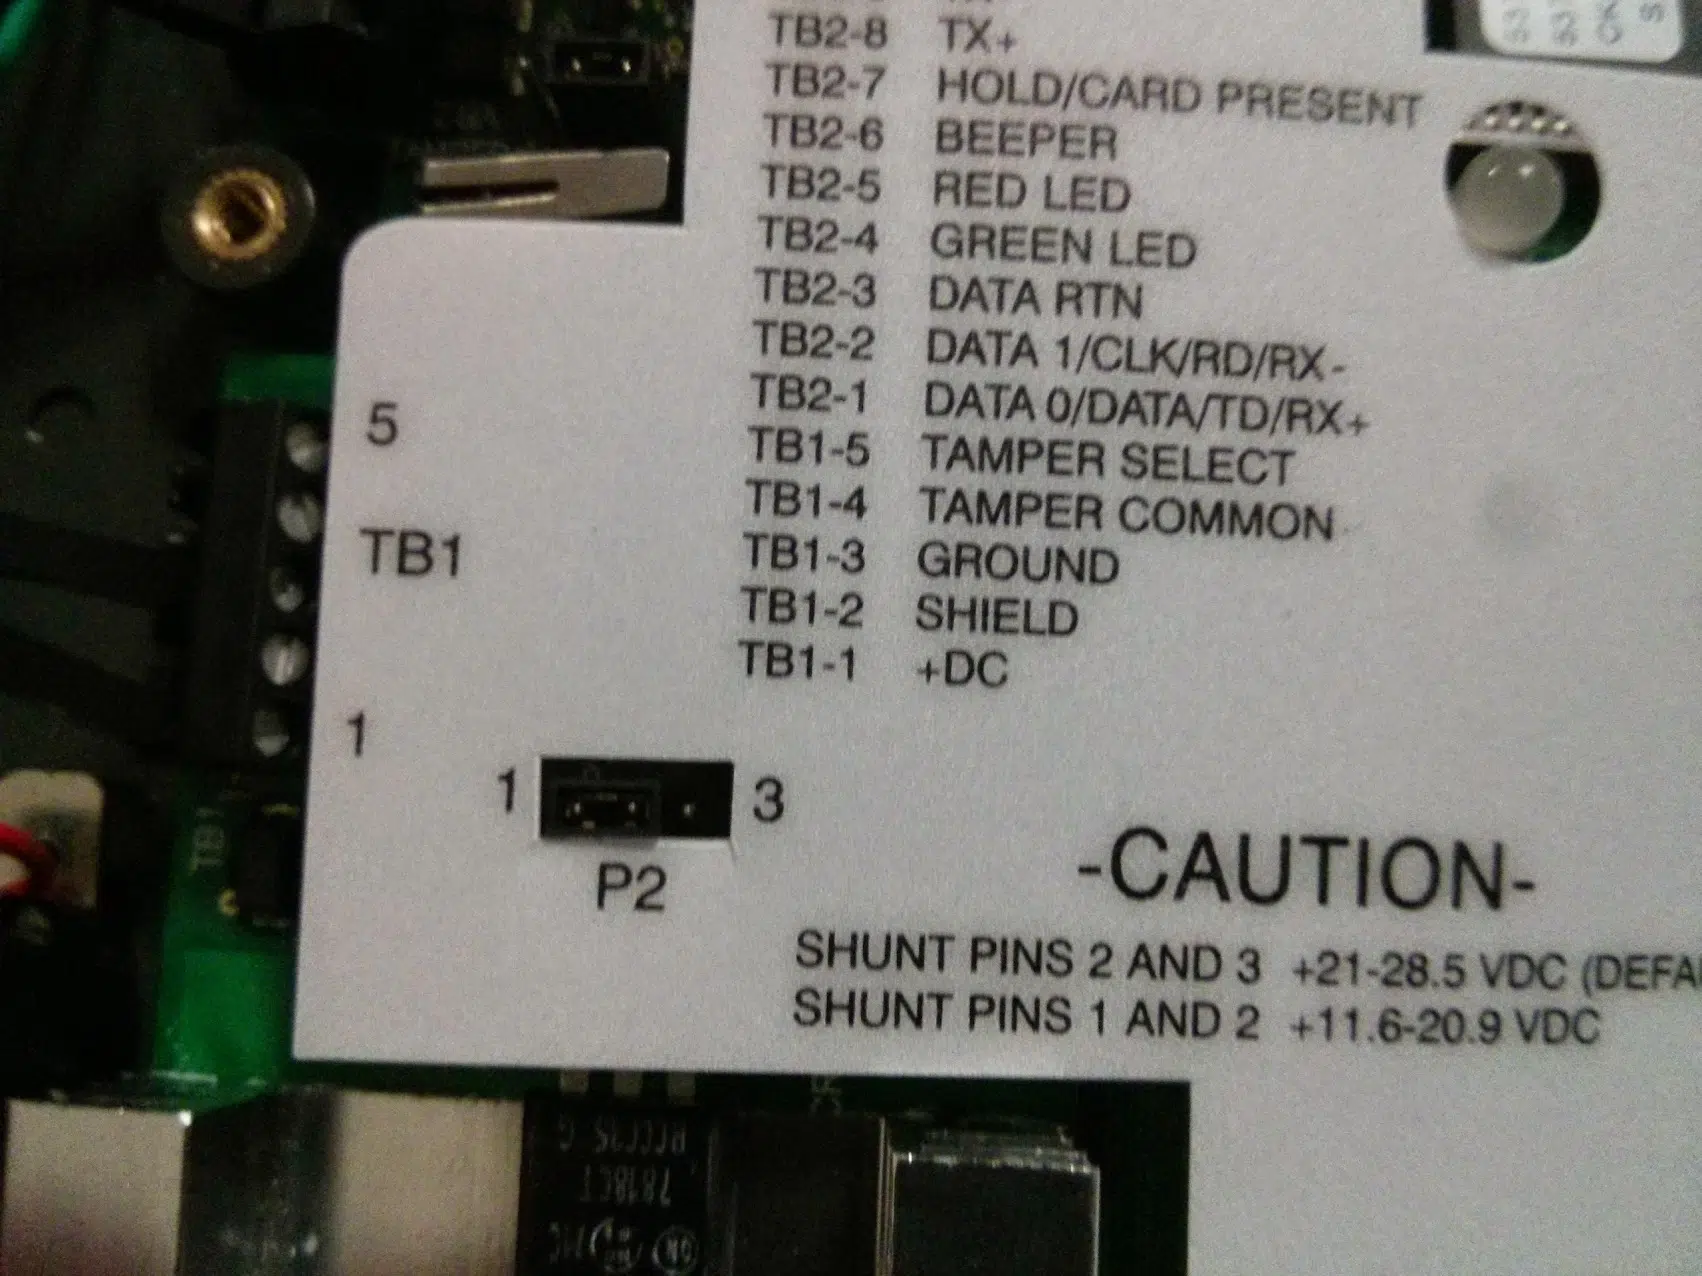 TB2-8 TX+
TB2-7 HOLD/CARD PRESENT
TB2-6 BEEPER
TB2-5 RED LED
TB2-4 GREEN LED
TB2-3 DATA RTN
TB2-2 DATA 1/CLK/RD/RX-
TB2-1 DATA 0/DATA/TD/RX+
TB1-5 TAMPER SELECT
TB1-4 TAMPER COMMON
TB1-3 GROUND
TB1-2 SHIELD
TB1-1 +DC
5
TB1
1
1 3
P2
TB1
-CAUTION-
SHUNT PINS 2 AND 3 +21-28.5 VDC (DEFA
SHUNT PINS 1 AND 2 +11.6-20.9 VDC
7818CT